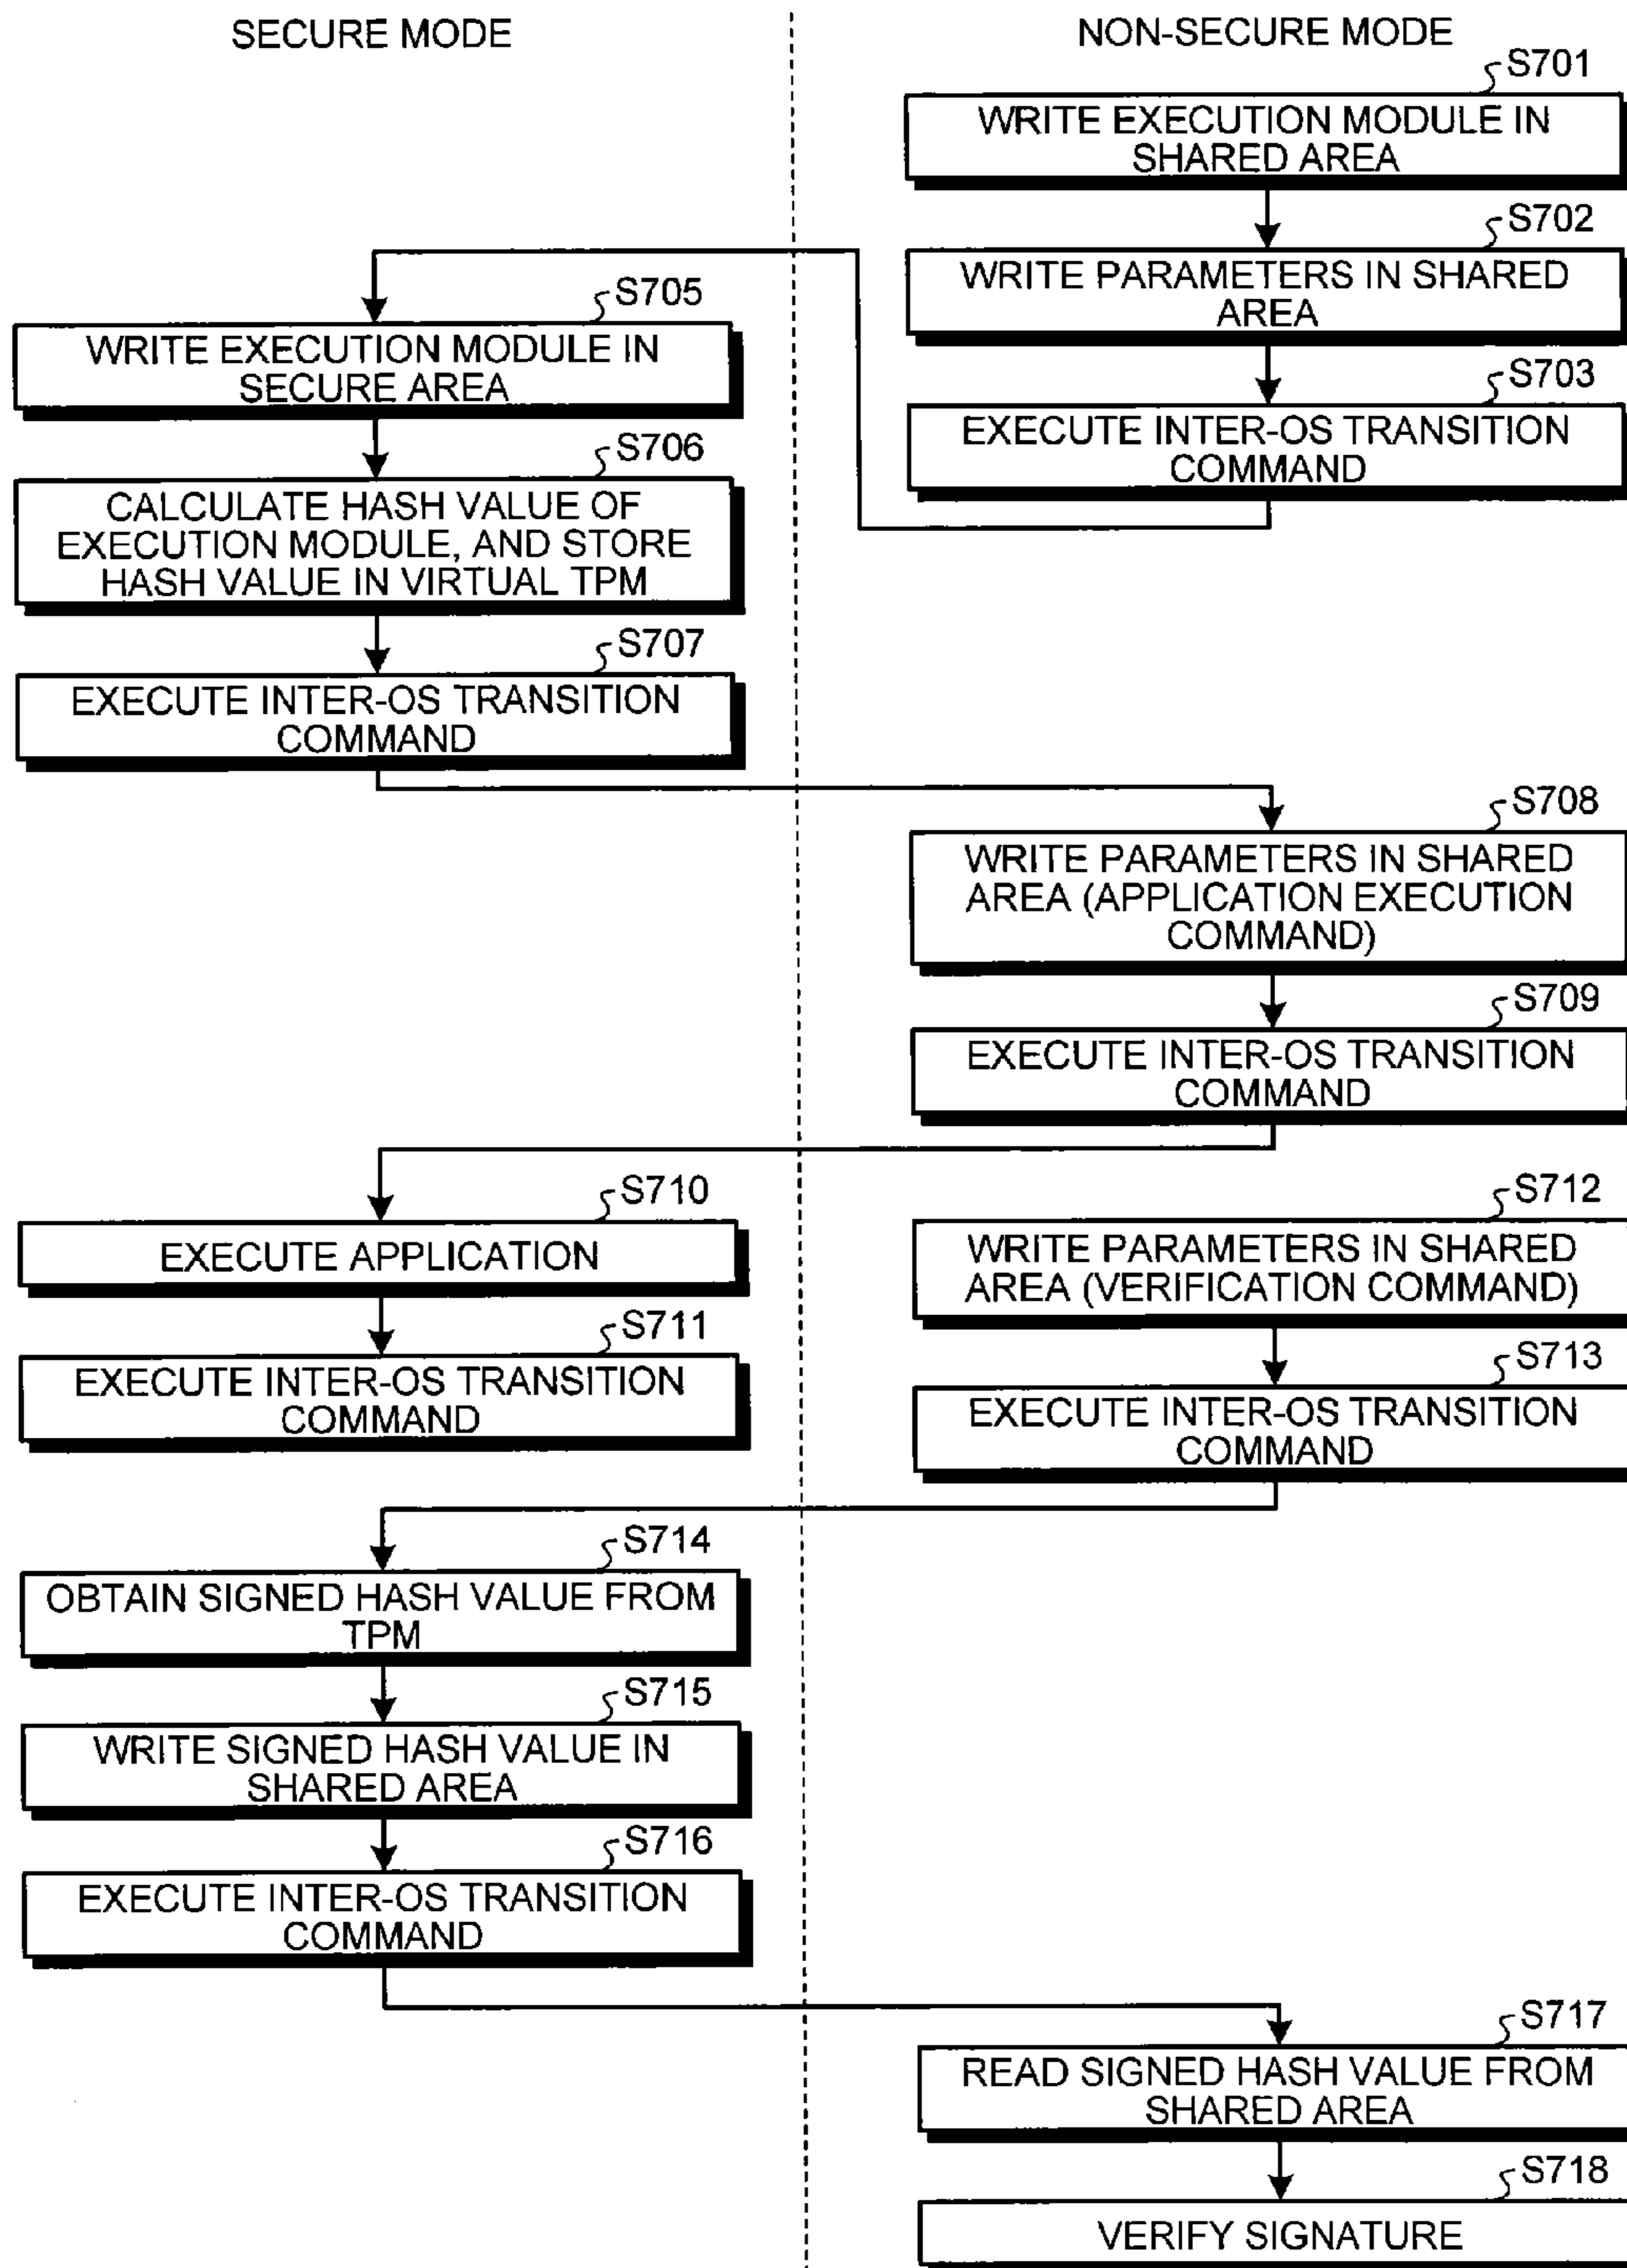 SECURE MODE
NON-SECURE MODE
S701
WRITE EXECUTION MODULE IN
SHARED AREA
S702
WRITE PARAMETERS IN SHARED
AREA
S703
EXECUTE INTER-OS TRANSITION
COMMAND
S705
WRITE EXECUTION MODULE IN
SECURE AREA
S706
CALCULATE HASH VALUE OF
EXECUTION MODULE, AND STORE
HASH VALUE IN VIRTUAL TPM
S707
EXECUTE INTER-OS TRANSITION
COMMAND
S708
WRITE PARAMETERS IN SHARED
AREA (APPLICATION EXECUTION
COMMAND)
S709
EXECUTE INTER-OS TRANSITION
COMMAND
S710
EXECUTE APPLICATION
S711
EXECUTE INTER-OS TRANSITION
COMMAND
S712
WRITE PARAMETERS IN SHARED
AREA (VERIFICATION COMMAND)
S713
EXECUTE INTER-OS TRANSITION
COMMAND
S714
OBTAIN SIGNED HASH VALUE FROM
TPM
S715
WRITE SIGNED HASH VALUE IN
SHARED AREA
S716
EXECUTE INTER-OS TRANSITION
COMMAND
S717
READ SIGNED HASH VALUE FROM
SHARED AREA
S718
VERIFY SIGNATURE